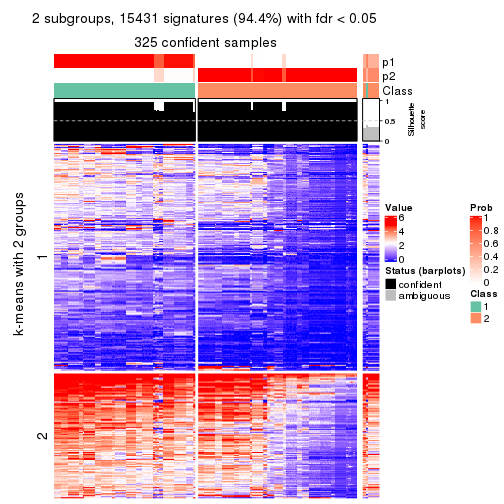 2 subgroups, 15431 signatures (94.4%) with fdr < 0.05
325 confident samples
p1
p2
Class
1
0.5
0
Silhouette
score
k-means with 2 groups
1
2
Value
6
4
2
0
Status (barplots)
confident
ambiguous
Prob
1
0.8
0.6
0.4
0.2
0
Class
1
2